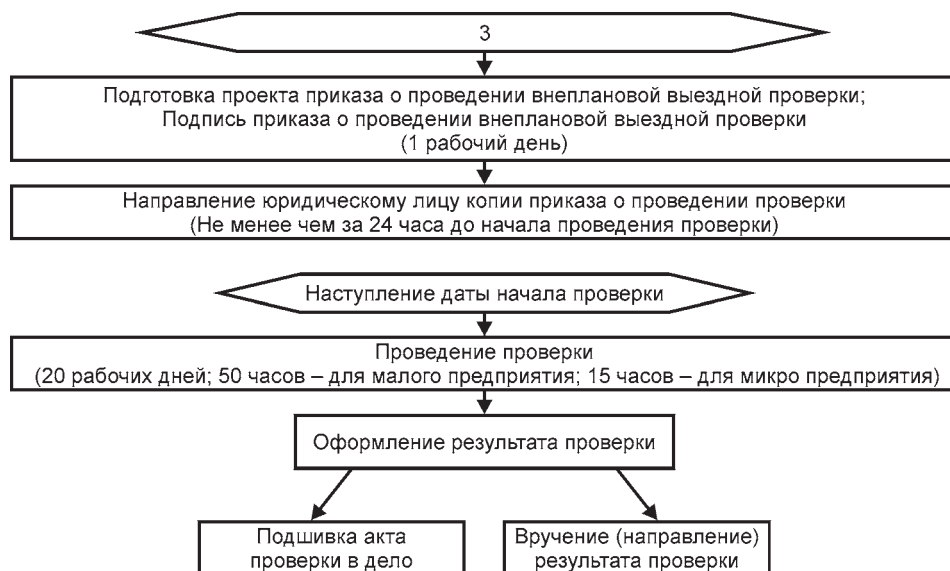 3
Подготовка проекта приказа о проведении внеплановой выездной проверки;
Подпись приказа о проведении внеплановой выездной проверки
(1 рабочий день)
Направление юридическому лицу копии приказа о проведении проверки
(Не менее чем за 24 часа до начала проведения проверки)
Наступление даты начала проверки
Проведение проверки
(20 рабочих дней; 50 часов – для малого предприятия; 15 часов – для микро предприятия)
Оформление результата проверки
Подшивка акта
проверки в дело
Вручение (направление)
результата проверки